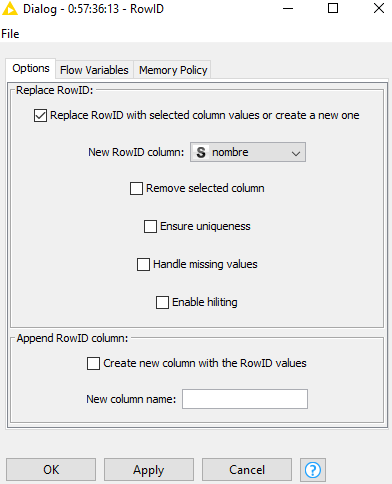 Dialog - 0:57:36:13 - RowID
File
Options Flow Variables Memory Policy
Replace RowID:
Replace RowID with selected column values or create a new one
New RowID column: S nombre
Remove selected column
Ensure uniqueness
Handle missing values
Enable hiliting
Append RowID column:
Create new column with the RowID values
New column name:
OK Apply Cancel ?